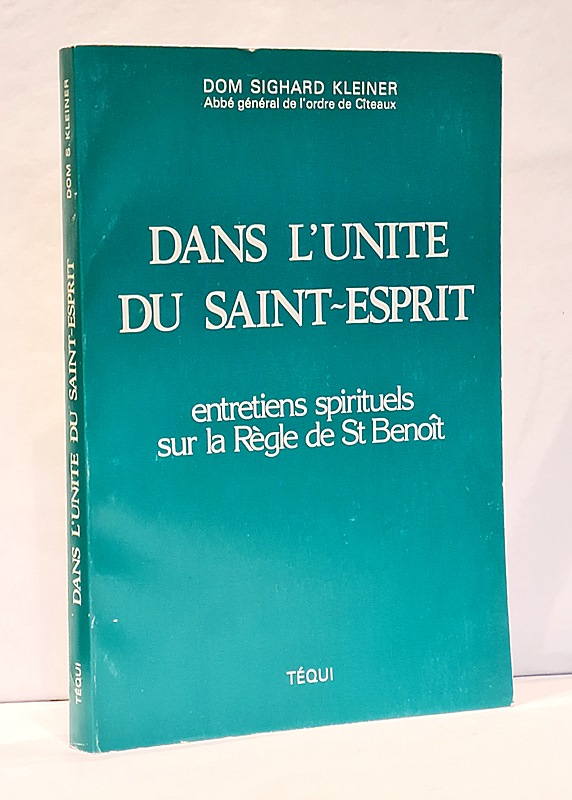 DOM SIGHARD KLEINER
Abbé général de l'ordre de Cîteaux
DANS L'UNITE
DU SAINT~ESPRIT
entretiens spirituels
sur la Règle de St Benoît
TÉQUI
DOM S. KLEINER
DANS L'UNITE DU SAINT-ESPRIT
TÉQUI